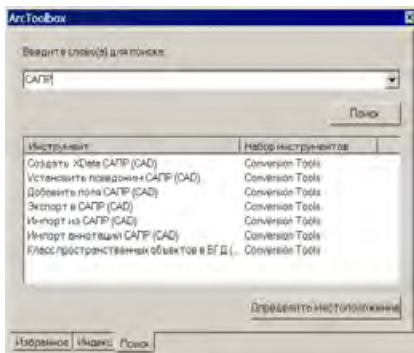 ArcToolbox
Введите слово(а) для поиска:
САПР
Поиск
Инструмент Набор инструментов
Создать XData САПР (CAD) Conversion Tools
Установить псевдоним САПР (CAD) Conversion Tools
Добавить поля САПР (CAD) Conversion Tools
Экспорт в САПР (CAD) Conversion Tools
Импорт из САПР (CAD) Conversion Tools
Импорт аннотаций САПР (CAD) Conversion Tools
Класс пространственных объектов в БГД (... Conversion Tools
Определить местоположение
Избранное Индекс Поиск